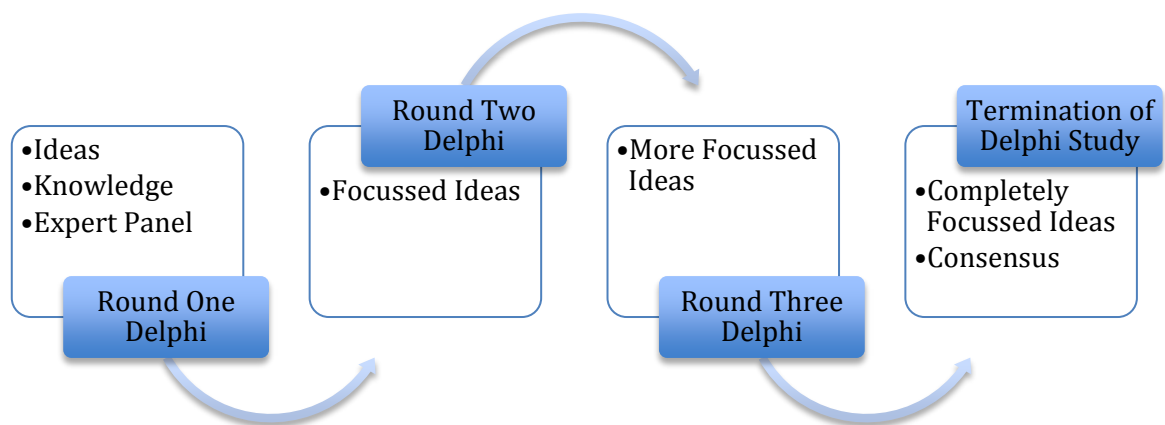 •Ideas
•Knowledge
•Expert Panel
Round One
Delphi
Round Two
Delphi
•Focussed Ideas
•More Focussed
Ideas
Round Three
Delphi
Termination of
Delphi Study
•Completely
Focussed Ideas
•Consensus